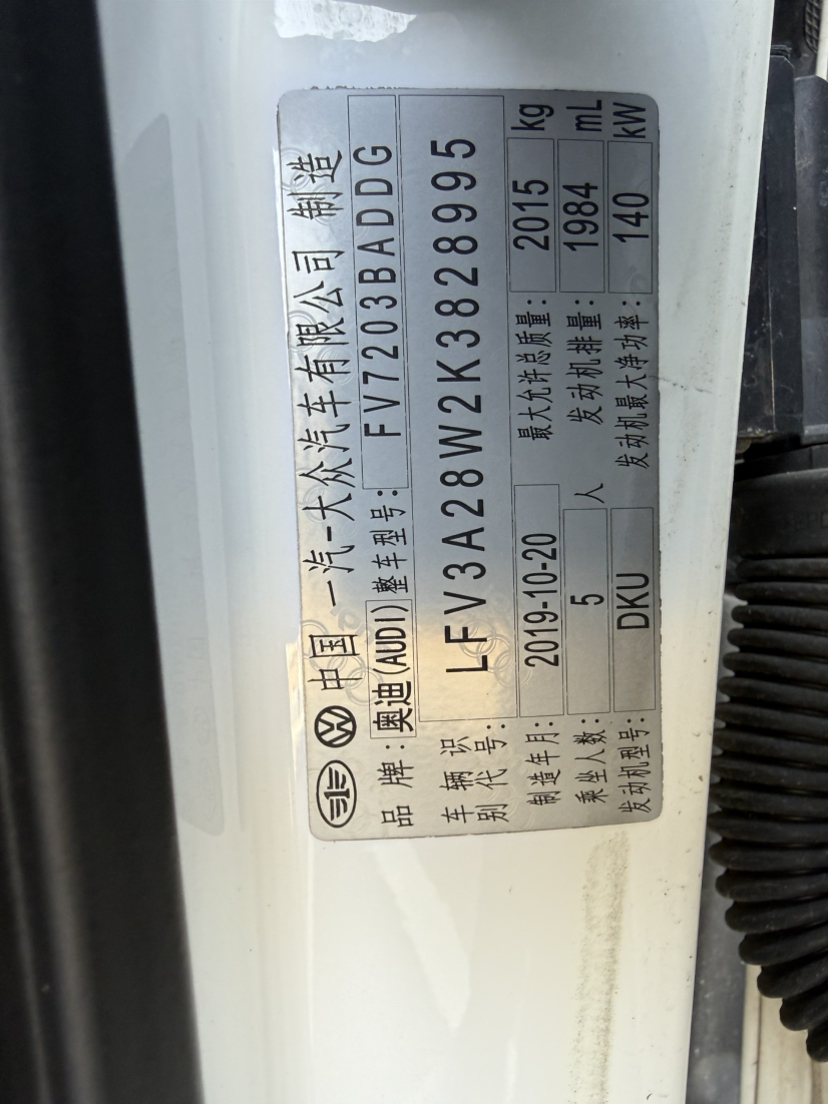 中国 一汽-大众汽车有限公司 制造
品牌: 奥迪(AUDI) 整车型号: FV7203BADDG
车辆识别代号: LFV3A28W2K3828995
制造年月: 2019-10-20 最大允许总质量: 2015 kg
乘坐人数: 5 人 发动机排量: 1984 mL
发动机型号: DKU 发动机最大净功率: 140 kW